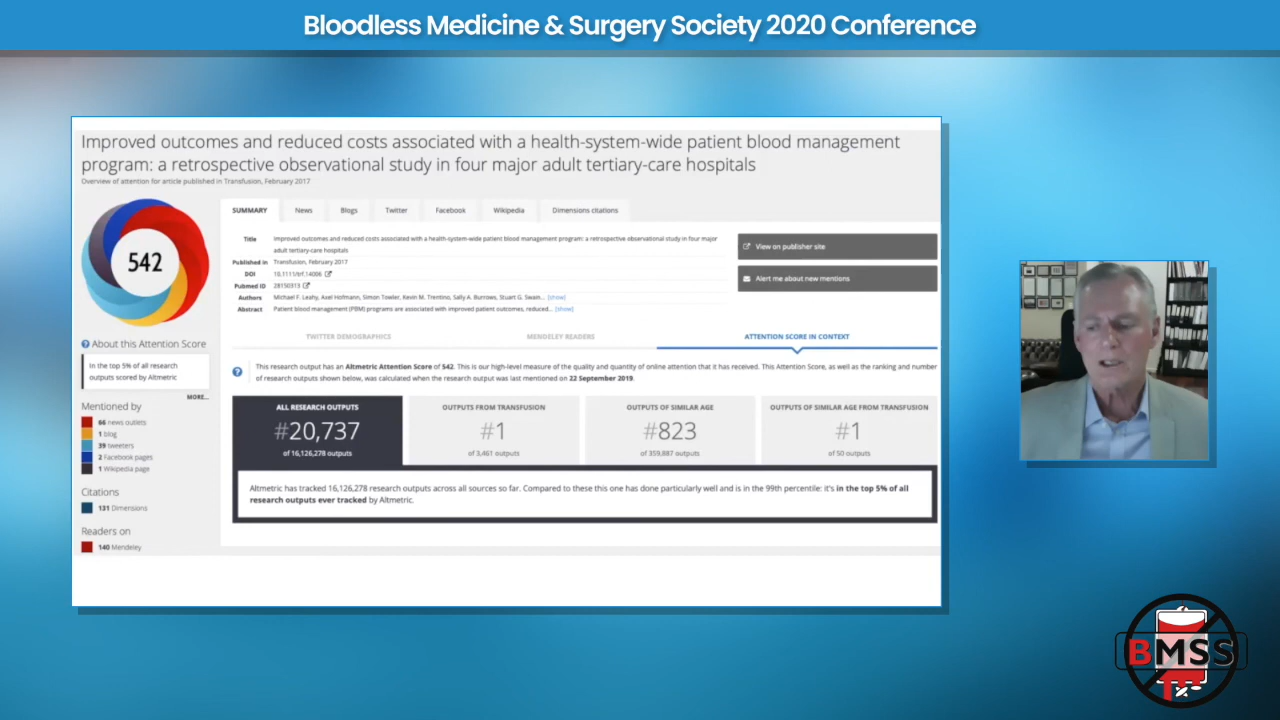 Bloodless Medicine & Surgery Society 2020 Conference
Improved outcomes and reduced costs associated with a health-system-wide patient blood management
program: a retrospective observational study in four major adult tertiary-care hospitals
Overview of attention for article published in Transfusion, February 2017
542
SUMMARY
News
Blogs
Twitter
Facebook
Wikipedia
Dimensions citations
Title
Improved outcomes and reduced costs associated with a health-system-wide patient blood management program: a retrospective observational study in four major
adult tertiary-care hospitals
Published in
Transfusion, February 2017
DOI
10.1111/trf.14006
Pubmed ID
28150313
Authors
Michael F. Leahy, Axel Hofmann, Simon Towler, Kevin M. Trentino, Sally A. Burrows, Stuart G. Swain... [show]
Abstract
Patient blood management (PBM) programs are associated with improved patient outcomes, reduced... [show]
View on publisher site
Alert me about new mentions
About this Attention Score
In the top 5% of all research
outputs scored by Altmetric
MORE...
Mentioned by
66 news outlets
1 blog
39 tweeters
2 Facebook pages
1 Wikipedia page
Citations
131 Dimensions
Readers on
140 Mendeley
TWITTER DEMOGRAPHICS
MENDELEY READERS
ATTENTION SCORE IN CONTEXT
This research output has an Altmetric Attention Score of 542. This is our high-level measure of the quality and quantity of online attention that it has received. This Attention Score, as well as the ranking and number
of research outputs shown below, was calculated when the research output was last mentioned on 22 September 2019.
ALL RESEARCH OUTPUTS
#20,737
of 16,126,278 outputs
OUTPUTS FROM TRANSFUSION
#1
of 3,461 outputs
OUTPUTS OF SIMILAR AGE
#823
of 359,887 outputs
OUTPUTS OF SIMILAR AGE FROM TRANSFUSION
#1
of 50 outputs
Altmetric has tracked 16,126,278 research outputs across all sources so far. Compared to these this one has done particularly well and is in the 99th percentile: it's in the top 5% of all
research outputs ever tracked by Altmetric.
BMSS